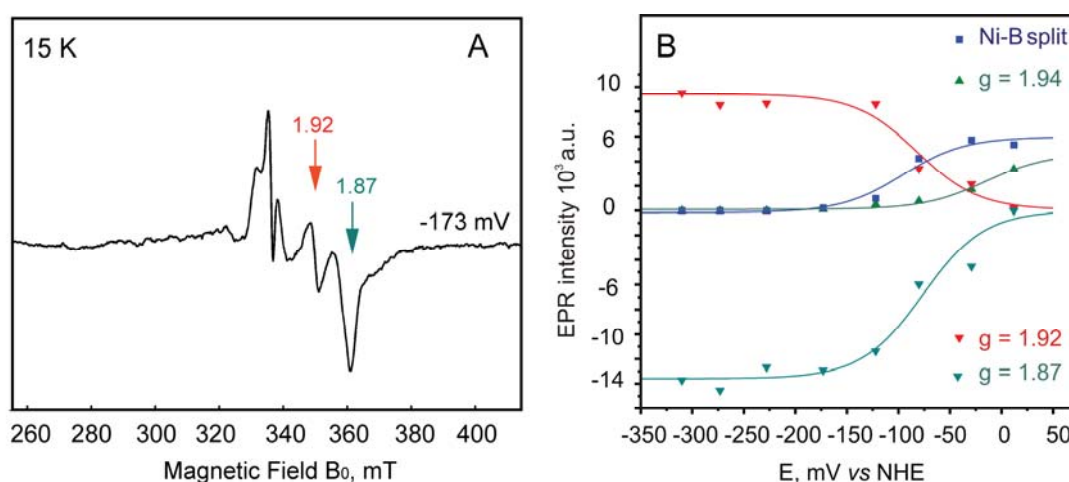 15 K
A
1.92
1.87
-173 mV
260 280 300 320 340 360 380 400
Magnetic Field B₀, mT
B
Ni-B split
g = 1.94
10
6
0
-6
-10
-14
EPR intensity 10³ a.u.
g = 1.92
g = 1.87
-350 -300 -250 -200 -150 -100 -50 0 50
E, mV vs NHE